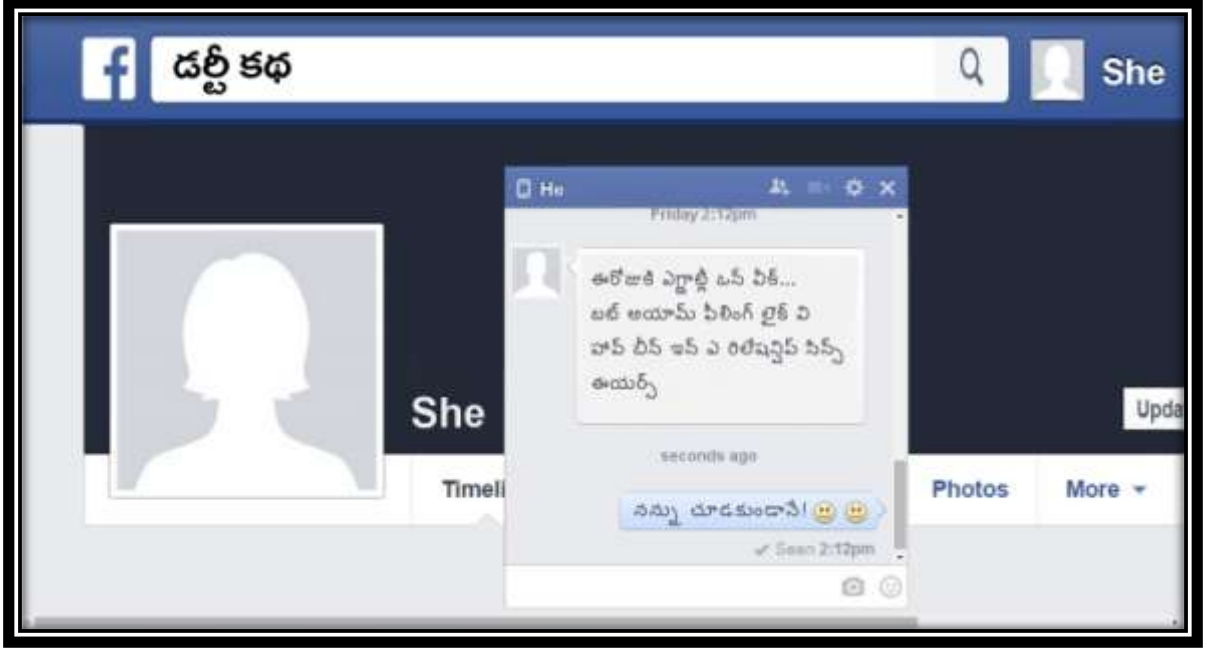 f డర్టీ కథ She
He
Friday 2:12pm
ఈరోజుకి ఎగ్జాట్లీ ఒన్ వీక్...
బట్ అయామ్ ఫీలింగ్ లైక్ వి
హావ్ బీన్ ఇన్ ఎ రిలేషన్షిప్ సిన్స్
ఈయర్స్
She
Upda
seconds ago
Timeli
Photos More
నన్ను చూడకుండానే!
Seen 2:12pm